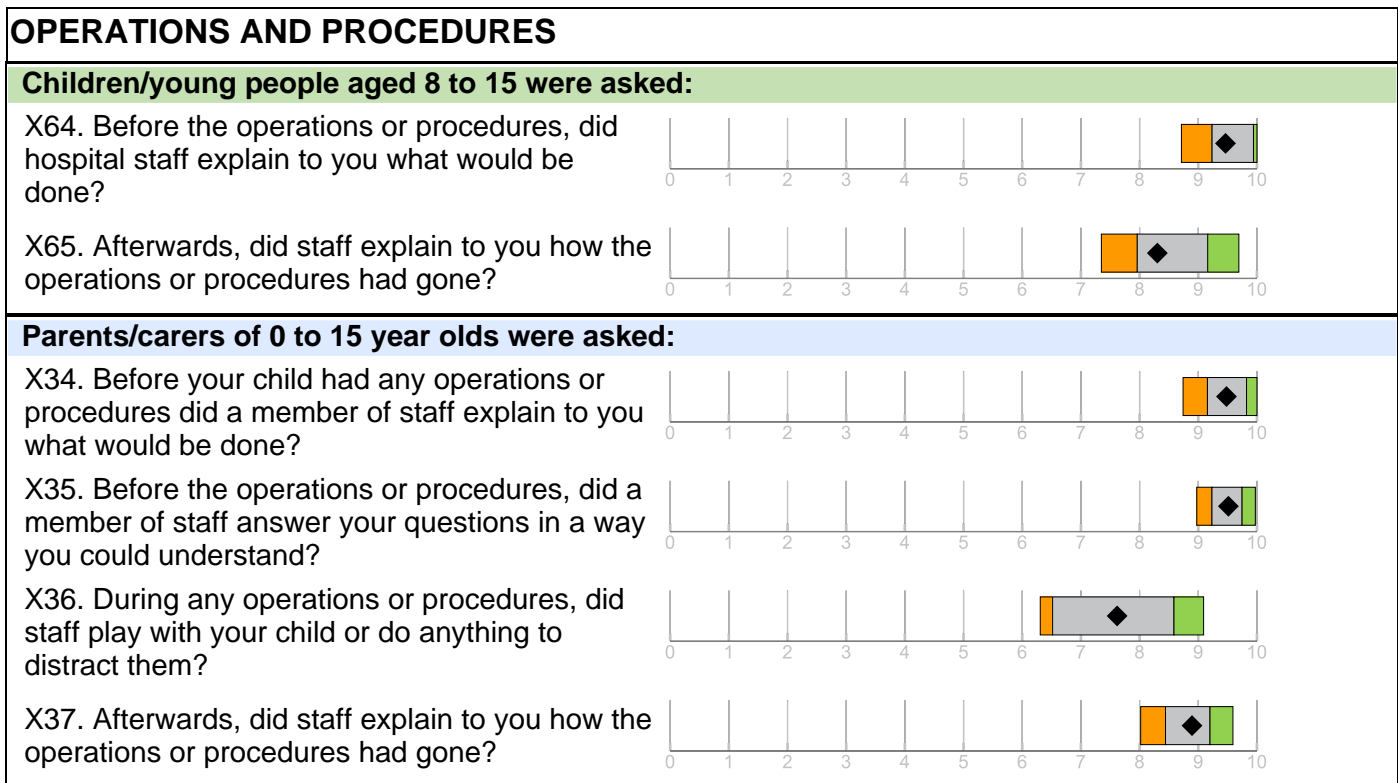 OPERATIONS AND PROCEDURES
Children/young people aged 8 to 15 were asked:
X64. Before the operations or procedures, did
hospital staff explain to you what would be
done?
0 1 2 3 4 5 6 7 8 9 10
X65. Afterwards, did staff explain to you how the
operations or procedures had gone?
0 1 2 3 4 5 6 7 8 9 10
Parents/carers of 0 to 15 year olds were asked:
X34. Before your child had any operations or
procedures did a member of staff explain to you
what would be done?
0 1 2 3 4 5 6 7 8 9 10
X35. Before the operations or procedures, did a
member of staff answer your questions in a way
you could understand?
0 1 2 3 4 5 6 7 8 9 10
X36. During any operations or procedures, did
staff play with your child or do anything to
distract them?
0 1 2 3 4 5 6 7 8 9 10
X37. Afterwards, did staff explain to you how the
operations or procedures had gone?
0 1 2 3 4 5 6 7 8 9 10